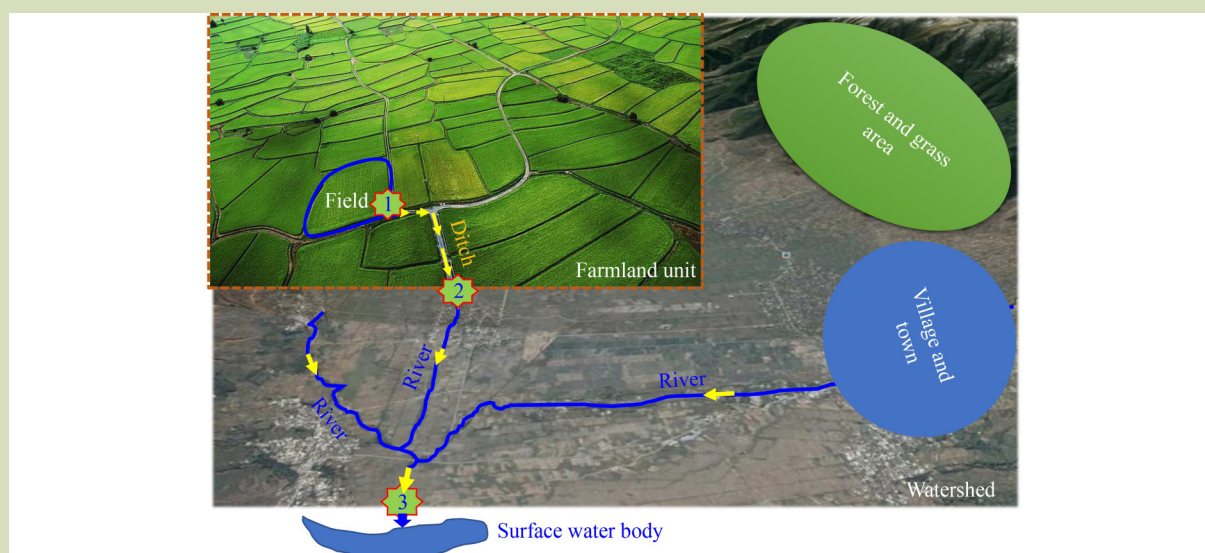 Forest and grass
area
Field
1
Ditch
Farmland unit
2
Village and
town
River
River
River
Watershed
3
Surface water body